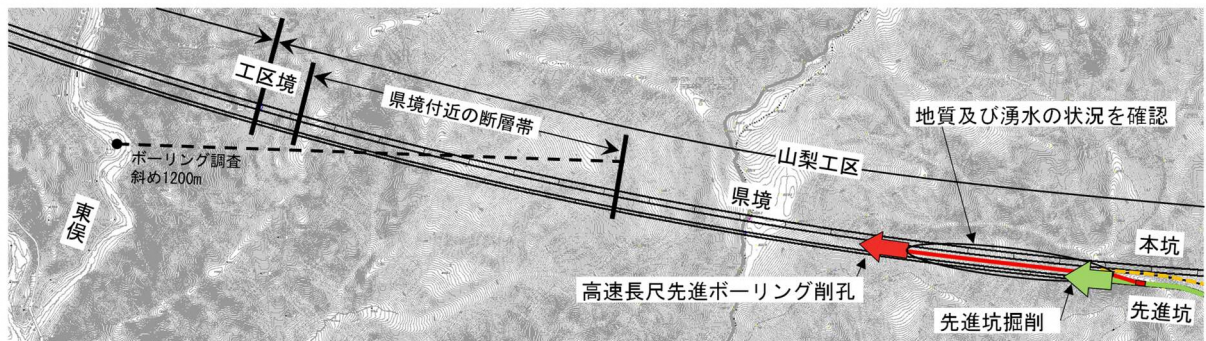 工区境
県境付近の断層帯
地質及び湧水の状況を確認
ボーリング調査
斜め1200m
山梨工区
県境
東俣
本坑
高速長尺先進ボーリング削孔
先進坑掘削
先進坑